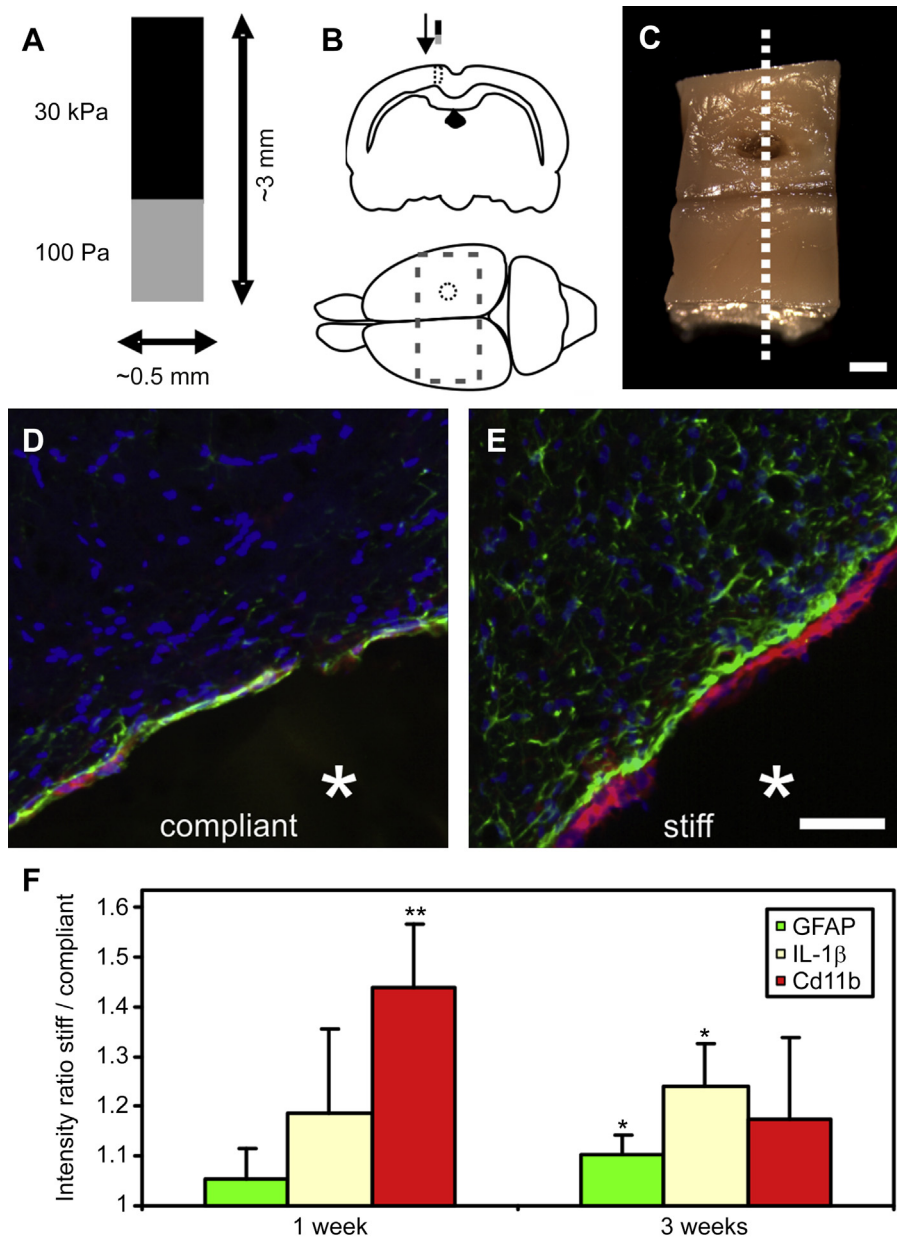 A
30 kPa
100 Pa
~3 mm
~0.5 mm
B
C
D
*
compliant
E
*
stiff
F
Intensity ratio stiff / compliant
1.6
1.5
1.4
1.3
1.2
1.1
1
**
*
*
GFAP
IL-1β
Cd11b
1 week
3 weeks